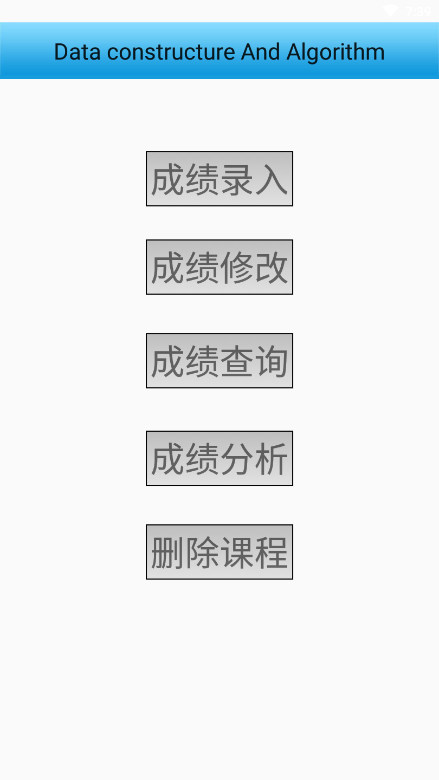 Data constructure And Algorithm
成绩录入
成绩修改
成绩查询
成绩分析
删除课程